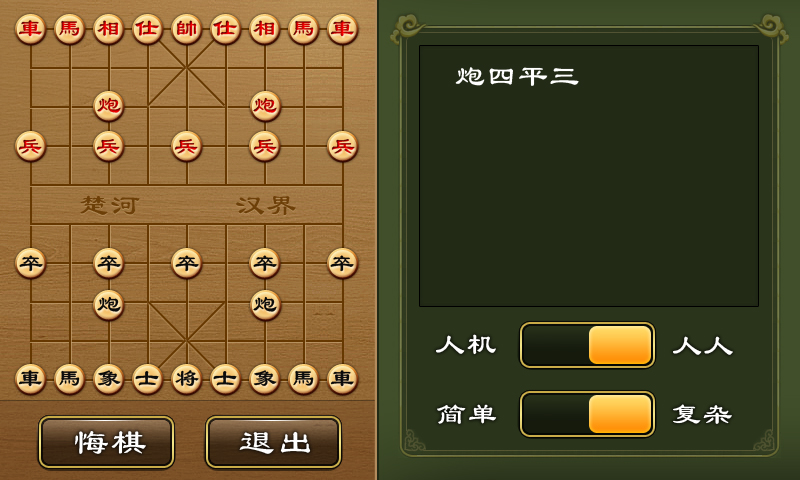 車馬相仕帥仕相馬車
炮炮
兵兵兵兵兵
楚河 汉界
卒卒卒卒卒
炮炮
車馬象士将士象馬車
悔棋 退出
炮四平三
人机 人人
简单 复杂